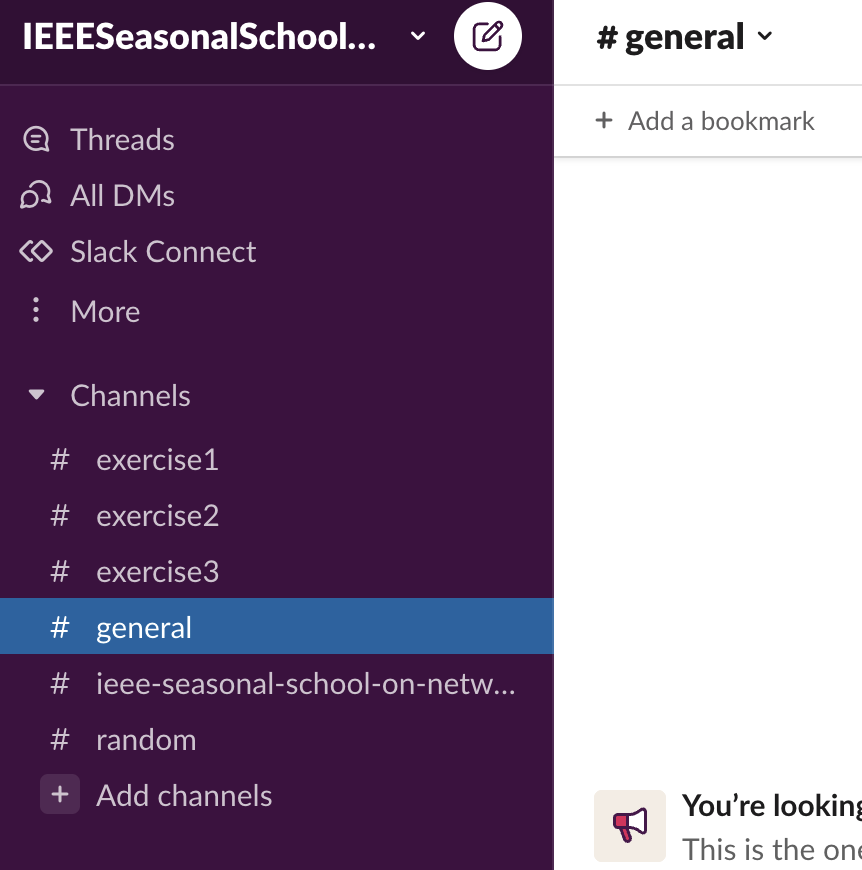 IEEESeasonalSchool...
Threads
All DMs
Slack Connect
More
Channels
# exercise1
# exercise2
# exercise3
# general
# ieee-seasonal-school-on-netw...
# random
+ Add channels
# general
+ Add a bookmark
You’re looking
This is the one